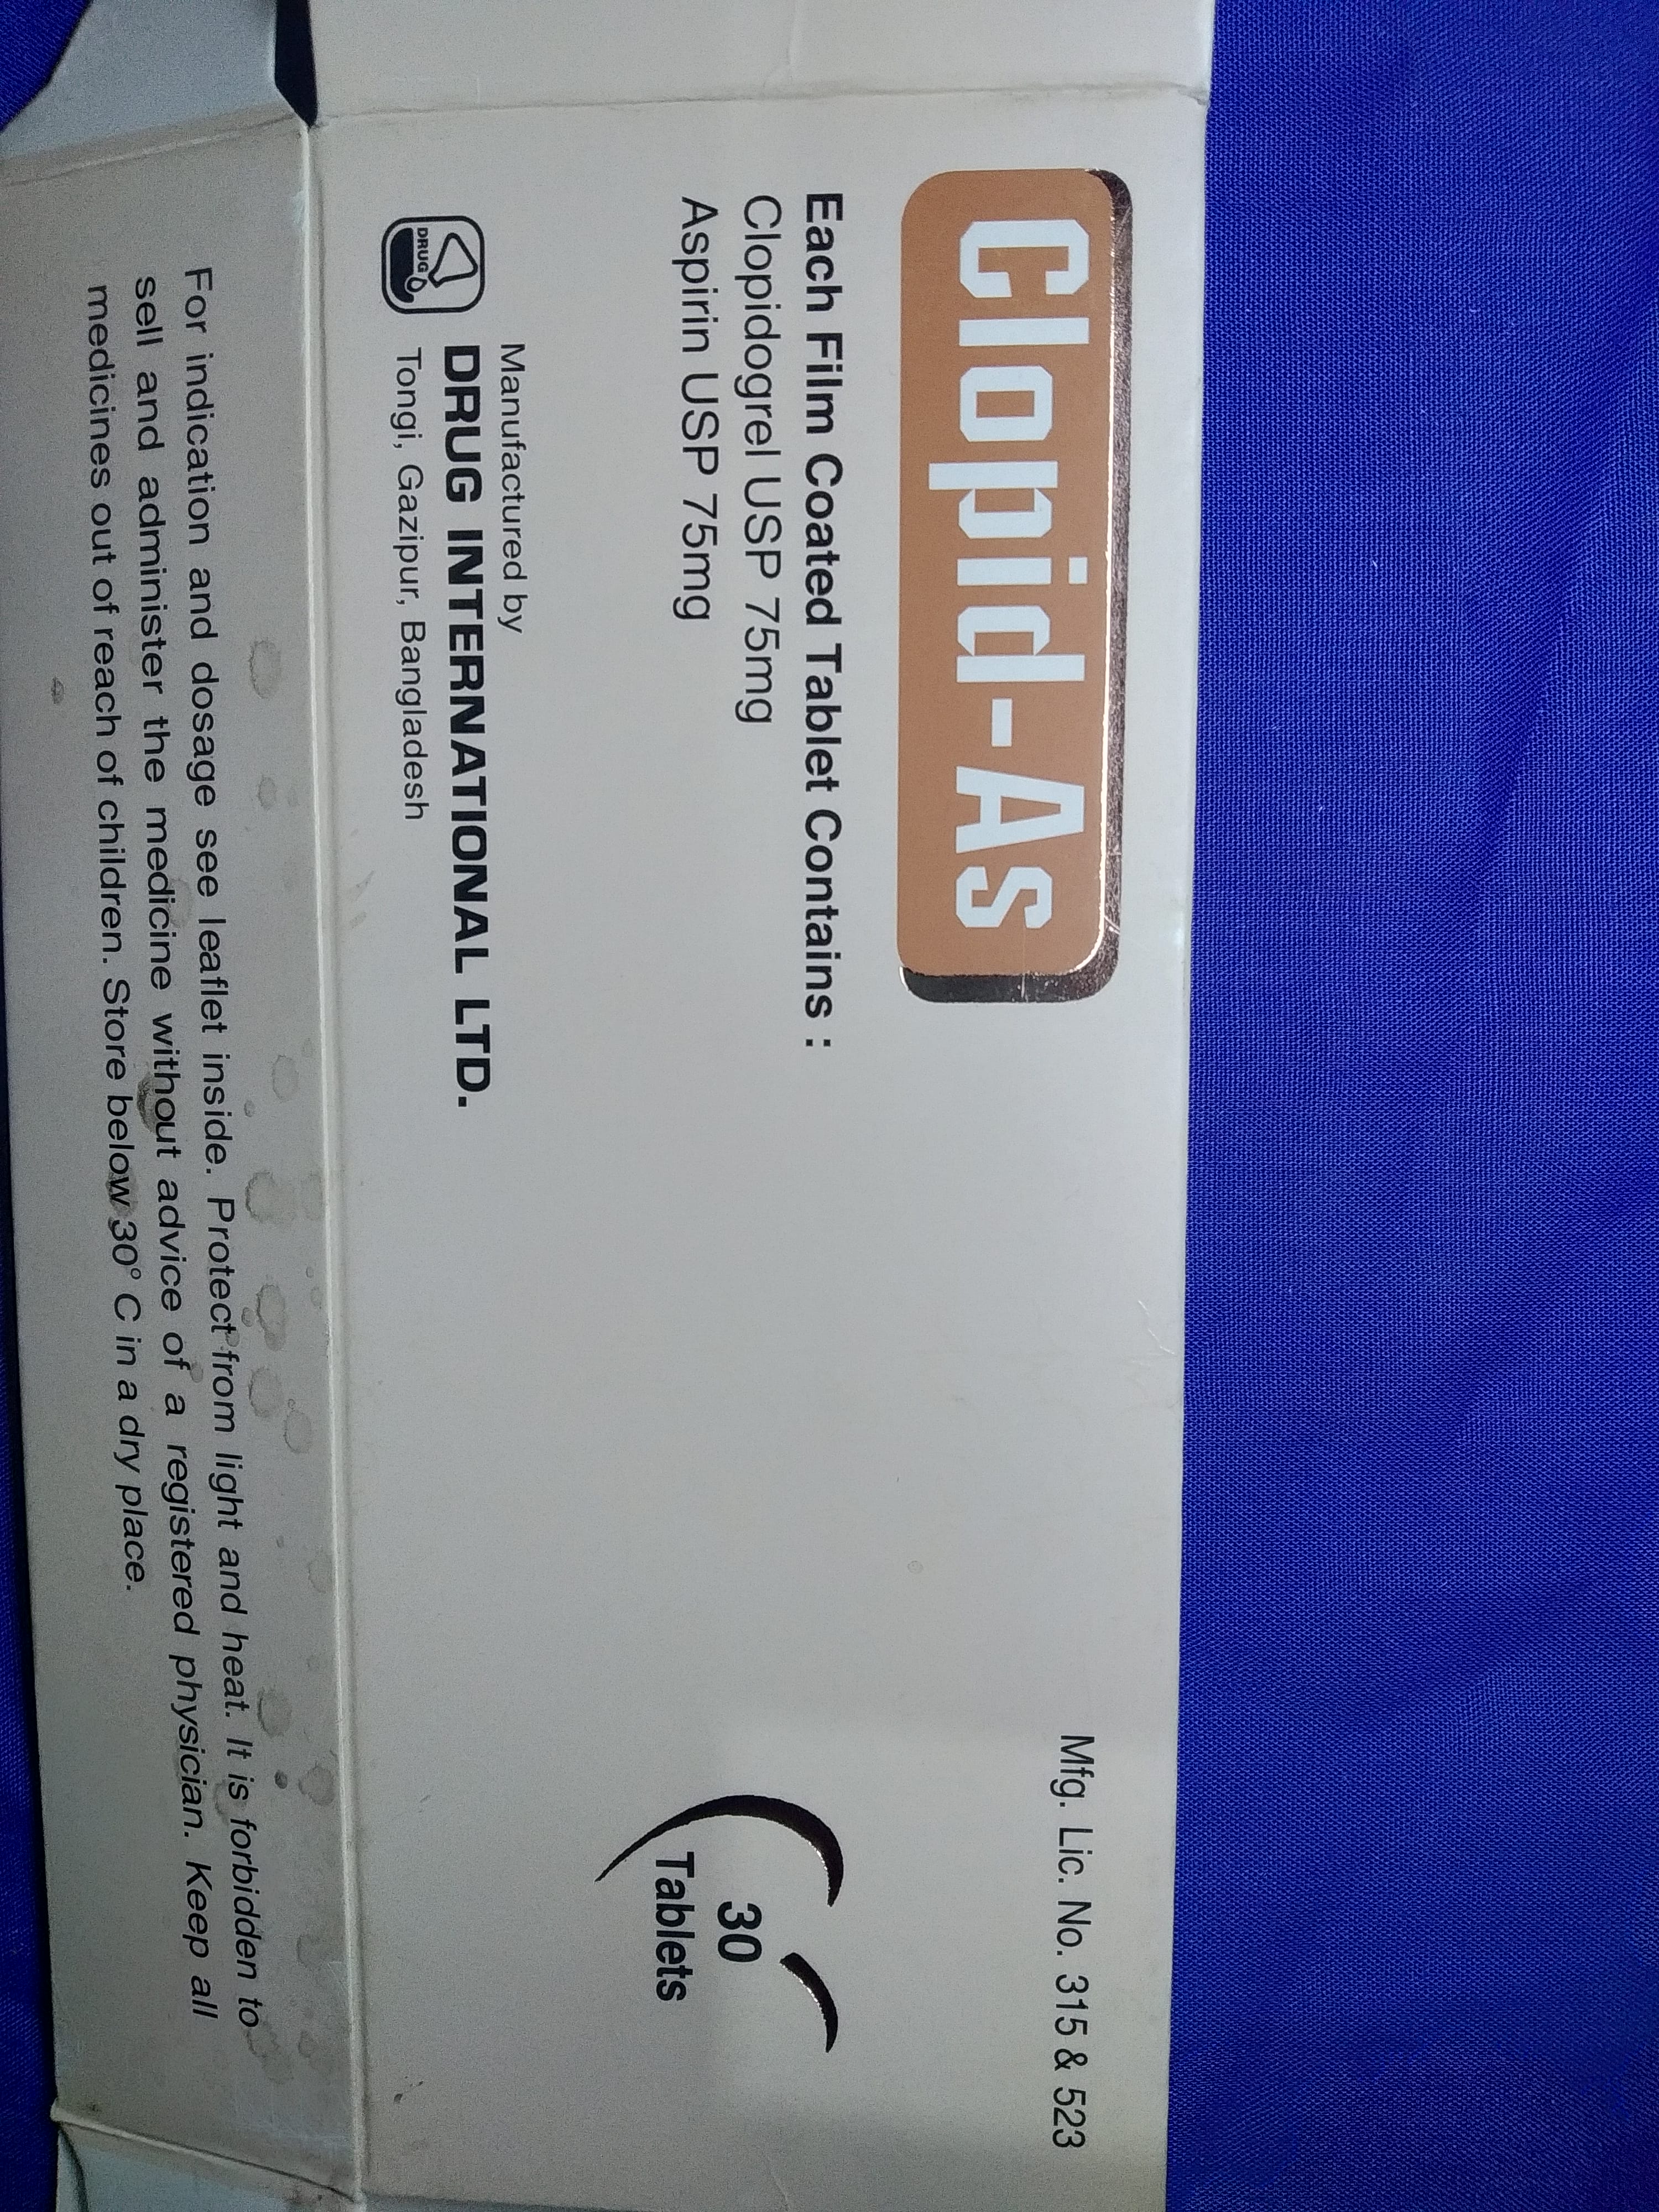 Clopid-As
Mfg. Lic. No. 315 & 523
Each Film Coated Tablet Contains :
Clopidogrel USP 75mg
Aspirin USP 75mg
30
Tablets
Manufactured by
DRUG INTERNATIONAL LTD.
Tongi, Gazipur, Bangladesh
DRUG
For indication and dosage see leaflet inside. Protect from light and heat. It is forbidden to
sell and administer the medicine without advice of a registered physician. Keep all
medicines out of reach of children. Store below 30° C in a dry place.